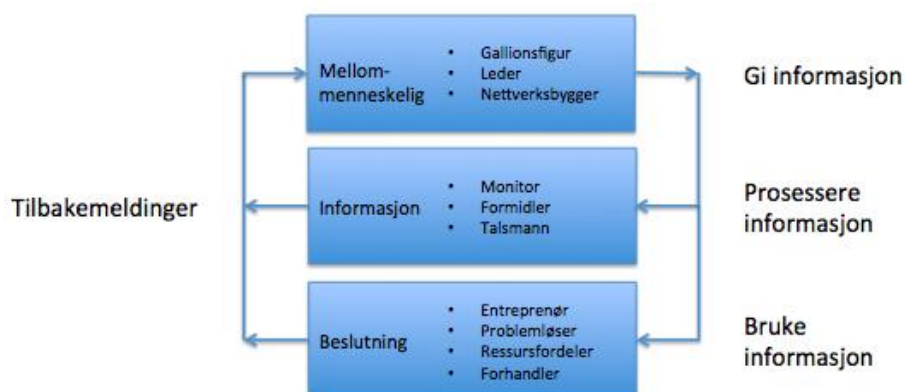 Tilbakemeldinger
Mellom-
menneskelig
• Gallionsfigur
• Leder
• Nettverksbygger
Gi informasjon
Informasjon
• Monitor
• Formidler
• Talsmann
Prosessere
informasjon
Beslutning
• Entreprenør
• Problemløser
• Ressursfordeler
• Forhandler
Bruke
informasjon